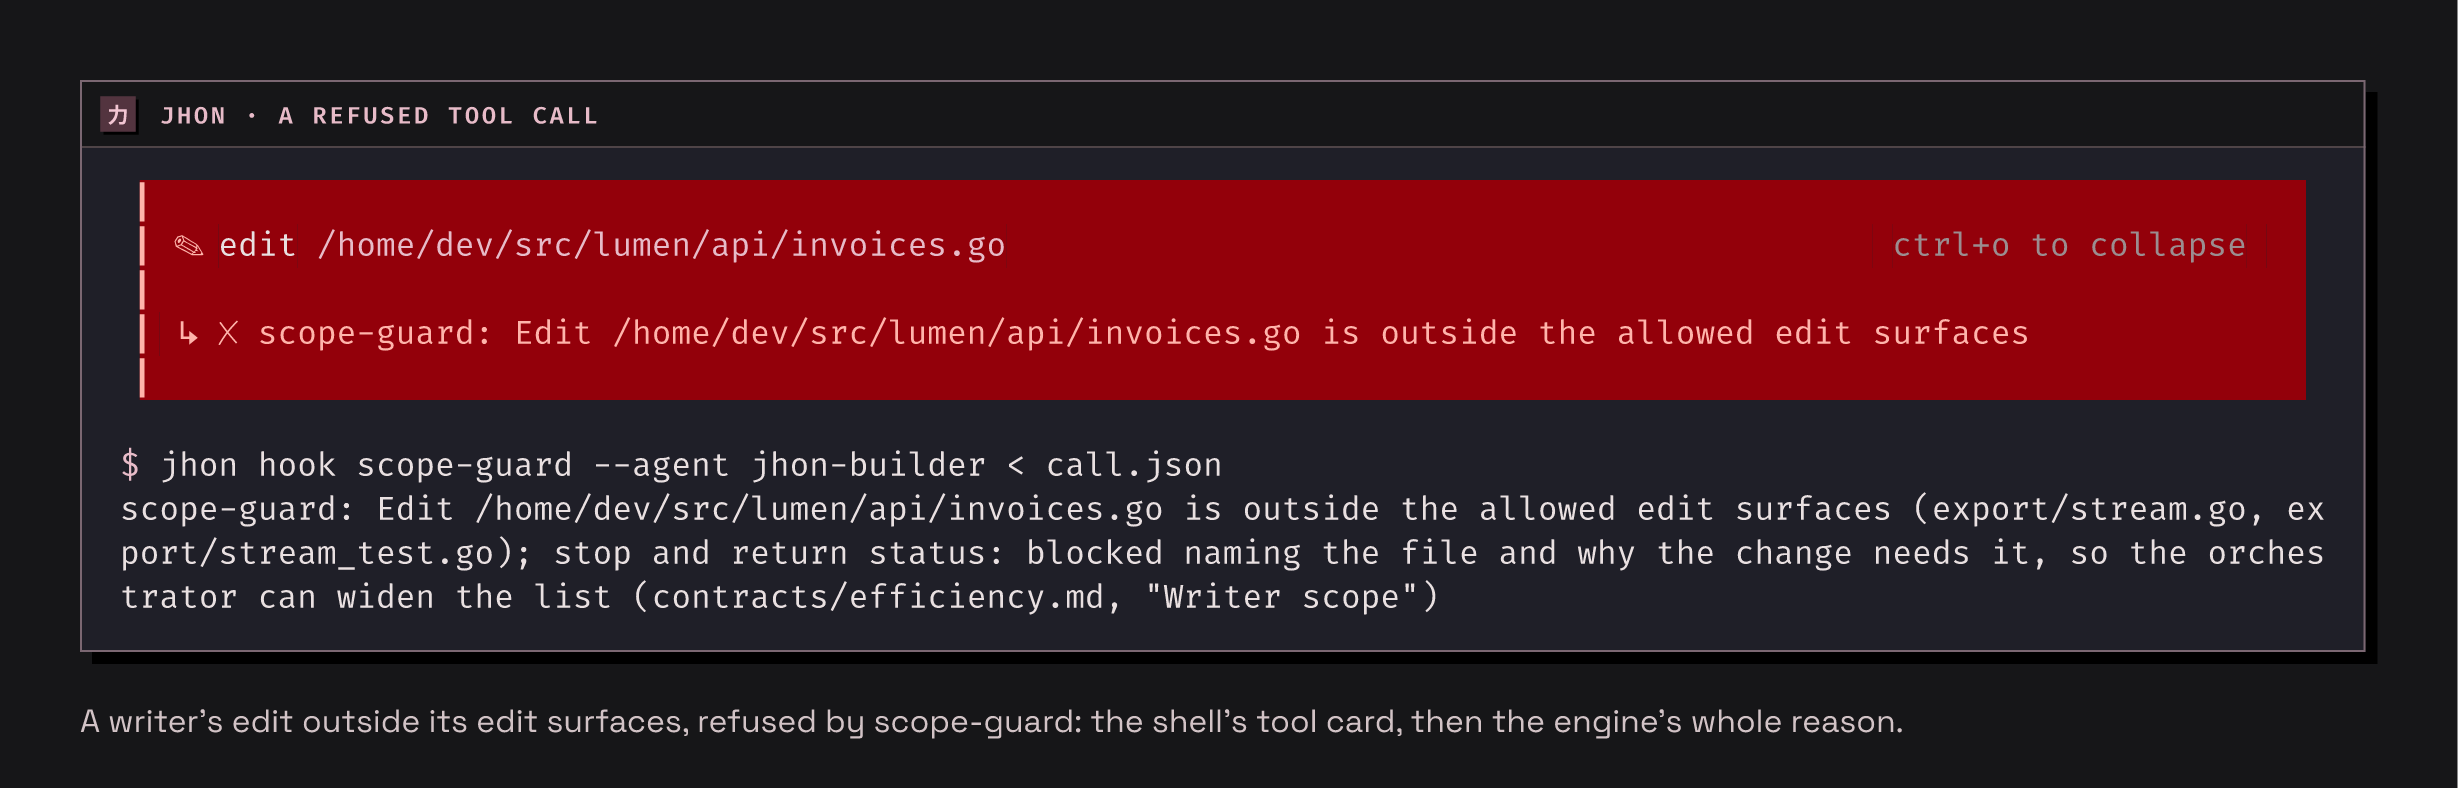 力 JHON · A REFUSED TOOL CALL
✎ edit /home/dev/src/lumen/api/invoices.go ctrl+o to collapse
↳ ╳ scope-guard: Edit /home/dev/src/lumen/api/invoices.go is outside the allowed edit surfaces
$ jhon hook scope-guard --agent jhon-builder < call.json
scope-guard: Edit /home/dev/src/lumen/api/invoices.go is outside the allowed edit surfaces (export/stream.go, ex
port/stream_test.go); stop and return status: blocked naming the file and why the change needs it, so the orches
trator can widen the list (contracts/efficiency.md, "Writer scope")
A writer’s edit outside its edit surfaces, refused by scope-guard: the shell’s tool card, then the engine’s whole reason.